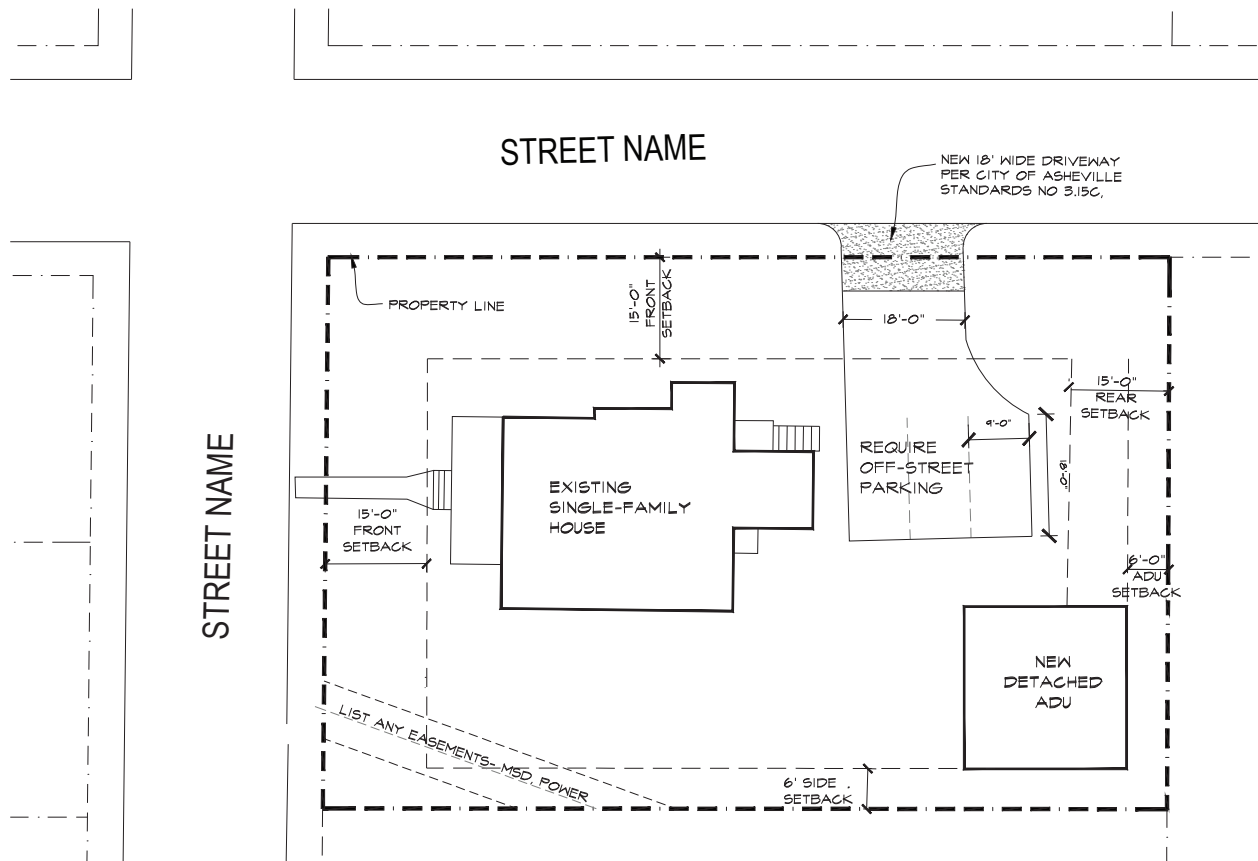 STREET NAME
NEW 18' WIDE DRIVEWAY
PER CITY OF ASHEVILLE
STANDARDS NO 3.15C,
PROPERTY LINE
15'-0"
FRONT
SETBACK
18'-0"
15'-0"
REAR
SETBACK
9'-0"
REQUIRE
OFF-STREET
PARKING
18'-0"
EXISTING
SINGLE-FAMILY
HOUSE
15'-0"
FRONT
SETBACK
STREET NAME
6'-0"
ADU
SETBACK
NEW
DETACHED
ADU
LIST ANY EASEMENTS- MSD, POWER
6' SIDE
SETBACK